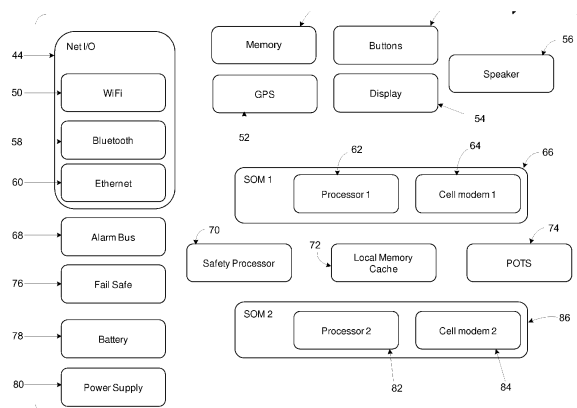 44
Net I/O
50
WiFi
58
Bluetooth
60
Ethernet
68
Alarm Bus
76
Fail Safe
78
Battery
80
Power Supply
Memory
Buttons
56
Speaker
GPS
52
Display
54
62
64
66
SOM 1
Processor 1
Cell modem 1
70
Safety Processor
72
Local Memory
Cache
74
POTS
SOM 2
Processor 2
Cell modem 2
86
82
84